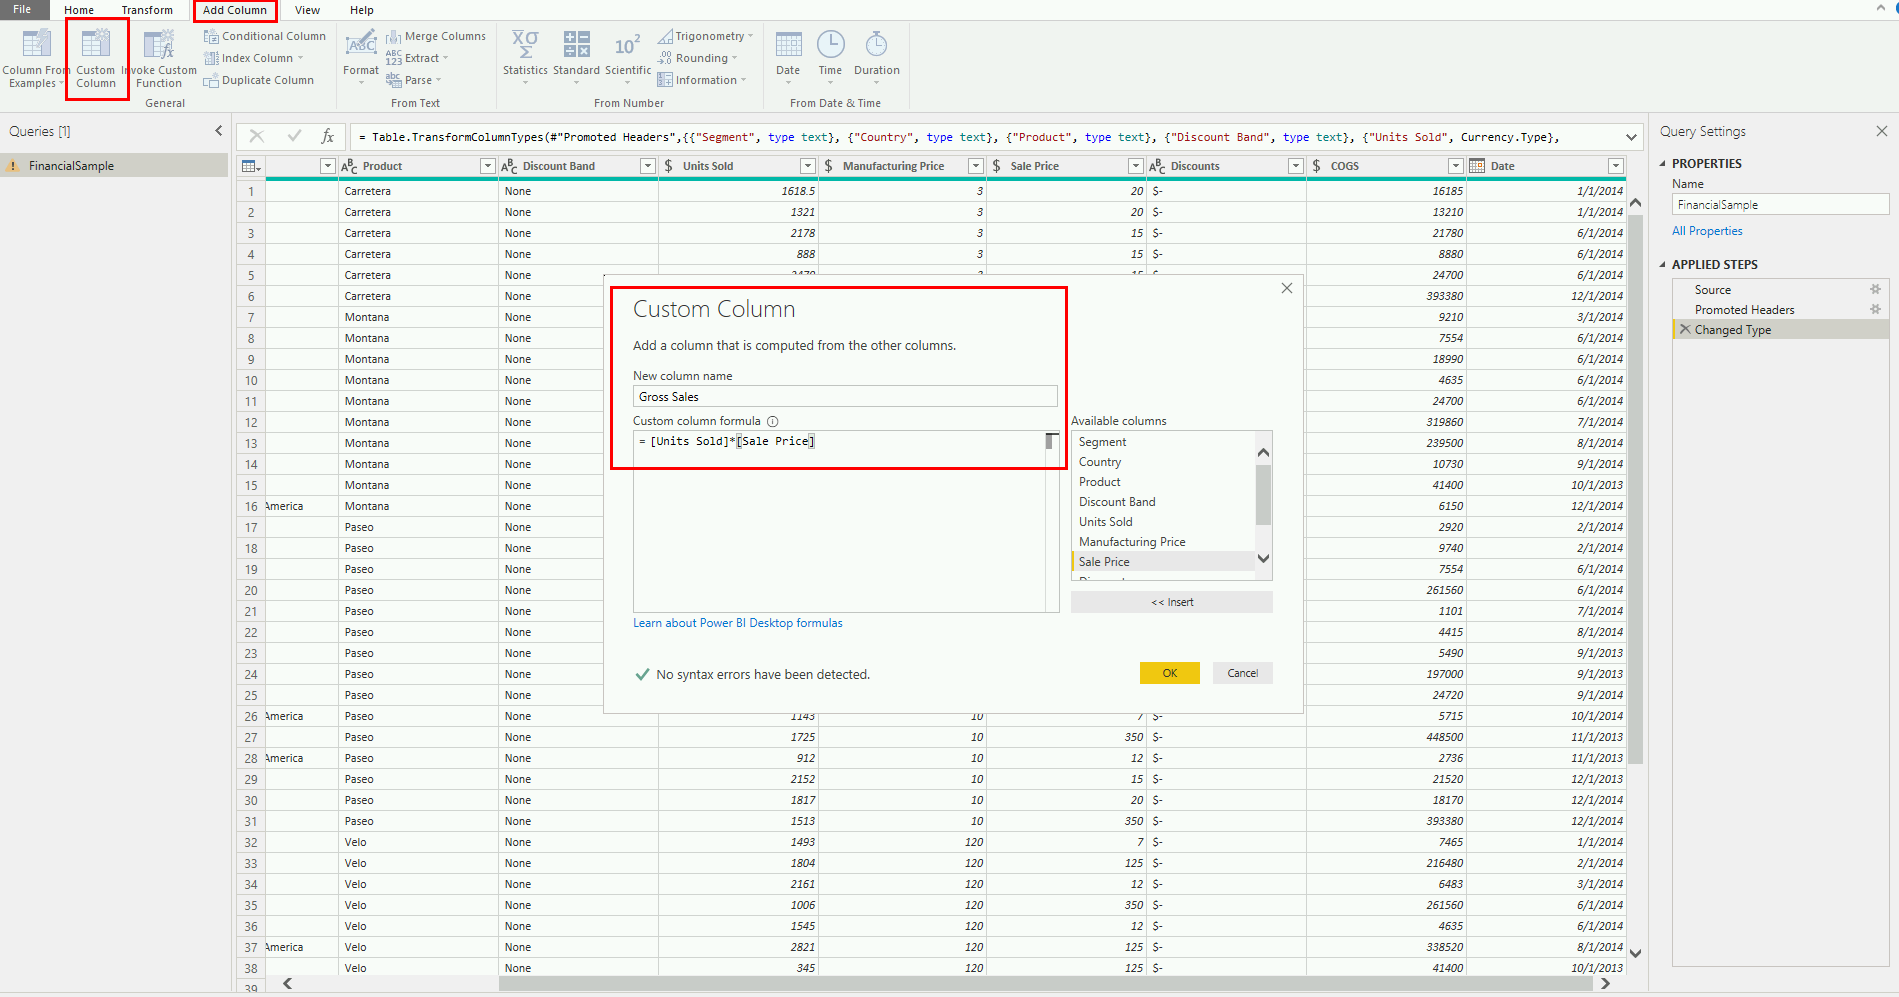 File Home Transform Add Column View Help
Column From Examples
Custom Column
Invoke Custom Function
Conditional Column
Index Column
Duplicate Column
General
Format
Merge Columns
Extract
Parse
From Text
Statistics
Standard
Scientific
Trigonometry
Rounding
Information
From Number
Date
Time
Duration
From Date & Time
Queries [1]
FinancialSample
= Table.TransformColumnTypes(#"Promoted Headers",{{"Segment", type text}, {"Country", type text}, {"Product", type text}, {"Discount Band", type text}, {"Units Sold", Currency.Type},
Product Discount Band $ Units Sold $ Manufacturing Price $ Sale Price Discounts $ COGS Date
1 Carretera None 1618.5 3 20 $- 16185 1/1/2014
2 Carretera None 1321 3 20 $- 13210 1/1/2014
3 Carretera None 2178 3 15 $- 21780 6/1/2014
4 Carretera None 888 3 15 $- 8880 6/1/2014
5 Carretera None 24700 6/1/2014
6 Carretera None 393380 12/1/2014
7 Montana None 9210 3/1/2014
8 Montana None 7554 6/1/2014
9 Montana None 18990 6/1/2014
10 Montana None 4635 6/1/2014
11 Montana None 24700 6/1/2014
12 Montana None 319860 7/1/2014
13 Montana None 239500 8/1/2014
14 Montana None 10730 9/1/2014
15 Montana None 41400 10/1/2013
16 America Montana None 6150 12/1/2014
17 Paseo None 2920 2/1/2014
18 Paseo None 9740 2/1/2014
19 Paseo None 7554 6/1/2014
20 Paseo None 261560 6/1/2014
21 Paseo None 1101 7/1/2014
22 Paseo None 4415 8/1/2014
23 Paseo None 5490 9/1/2013
24 Paseo None 197000 9/1/2013
25 Paseo None 24720 9/1/2014
26 America Paseo None 1143 10 7 $- 5715 10/1/2014
27 Paseo None 1725 10 350 $- 448500 11/1/2013
28 America Paseo None 912 10 12 $- 2736 11/1/2013
29 Paseo None 2152 10 15 $- 21520 12/1/2013
30 Paseo None 1817 10 20 $- 18170 12/1/2014
31 Paseo None 1513 10 350 $- 393380 12/1/2014
32 Velo None 1493 120 7 $- 7465 1/1/2014
33 Velo None 1804 120 125 $- 216480 2/1/2014
34 Velo None 2161 120 12 $- 6483 3/1/2014
35 Velo None 1006 120 350 $- 261560 6/1/2014
36 Velo None 1545 120 12 $- 4635 6/1/2014
37 America Velo None 2821 120 125 $- 338520 8/1/2014
38 Velo None 345 120 125 $- 41400 10/1/2013
39
Custom Column
Add a column that is computed from the other columns.
New column name
Gross Sales
Custom column formula
= [Units Sold]*[Sale Price]
Available columns
Segment
Country
Product
Discount Band
Units Sold
Manufacturing Price
Sale Price
<< Insert
Learn about Power BI Desktop formulas
No syntax errors have been detected.
OK
Cancel
Query Settings
PROPERTIES
Name
FinancialSample
All Properties
APPLIED STEPS
Source
Promoted Headers
Changed Type